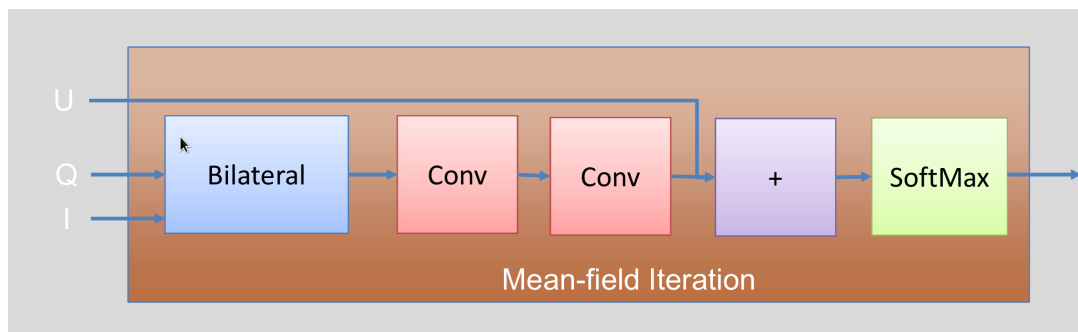 U
Q
I
Bilateral
Conv
Conv
+
SoftMax
Mean-field Iteration